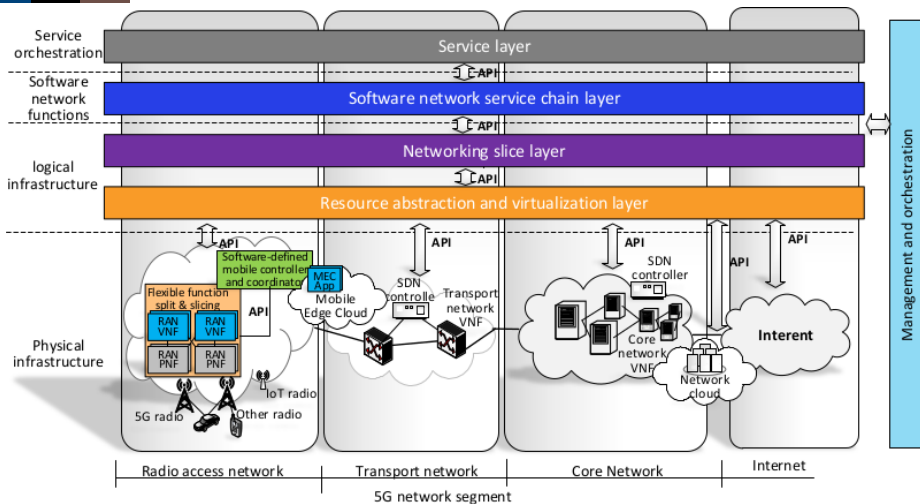 Service
orchestration
Service layer
API
Software
network
functions
Software network service chain layer
API
logical
infrastructure
Networking slice layer
API
Resource abstraction and virtualization layer
Management and orchestration
API
API
API
API
API
Physical
infrastructure
Software-defined
mobile controller
and coordinator
Flexible function
split & slicing
API
RAN
VNF
RAN
VNF
RAN
PNF
RAN
PNF
5G radio
Other radio
IoT radio
MEC
App
Mobile
Edge Cloud
SDN
controlle
Transport
network
VNF
SDN
controller
Core
network
VNF
Network
cloud
Interent
Radio access network
Transport network
Core Network
Internet
5G network segment